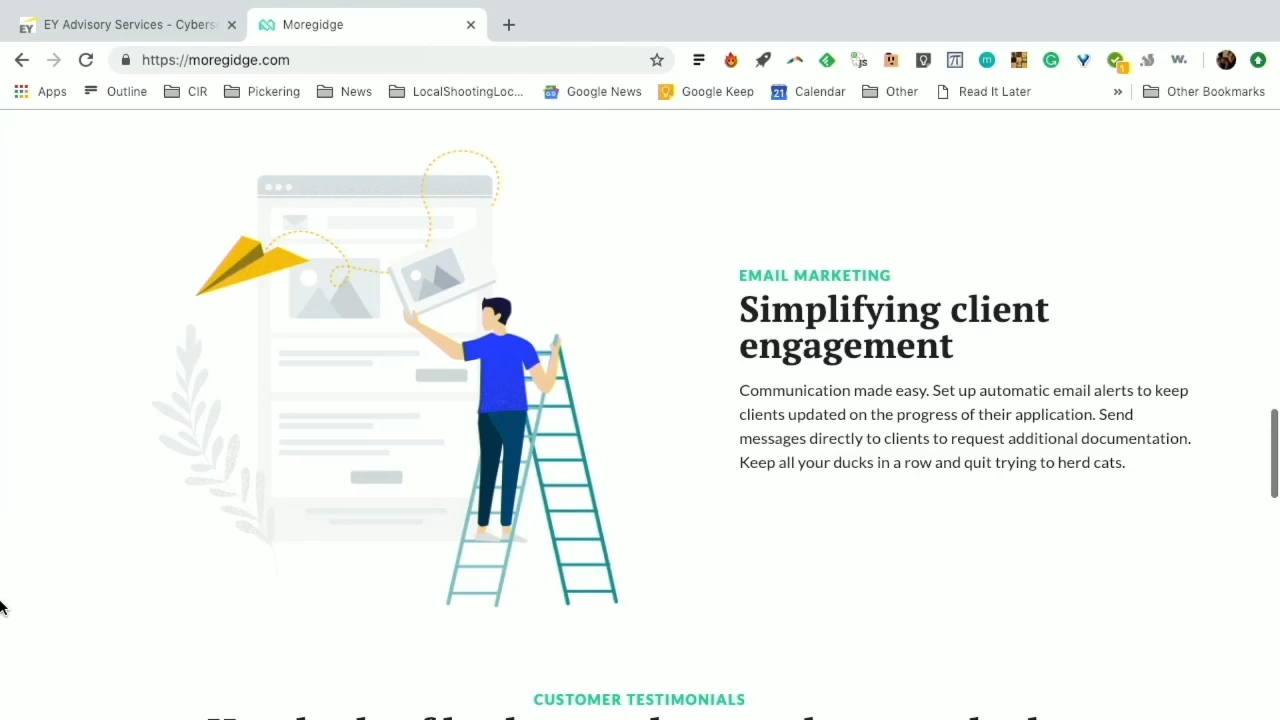 EY EY Advisory Services - Cybers
Moregidge
https://moregidge.com
Apps Outline CIR Pickering News LocalShootingLoc... Google News Google Keep 21 Calendar Other Read It Later » Other Bookmarks
EMAIL MARKETING
Simplifying client
engagement
Communication made easy. Set up automatic email alerts to keep
clients updated on the progress of their application. Send
messages directly to clients to request additional documentation.
Keep all your ducks in a row and quit trying to herd cats.
CUSTOMER TESTIMONIALS